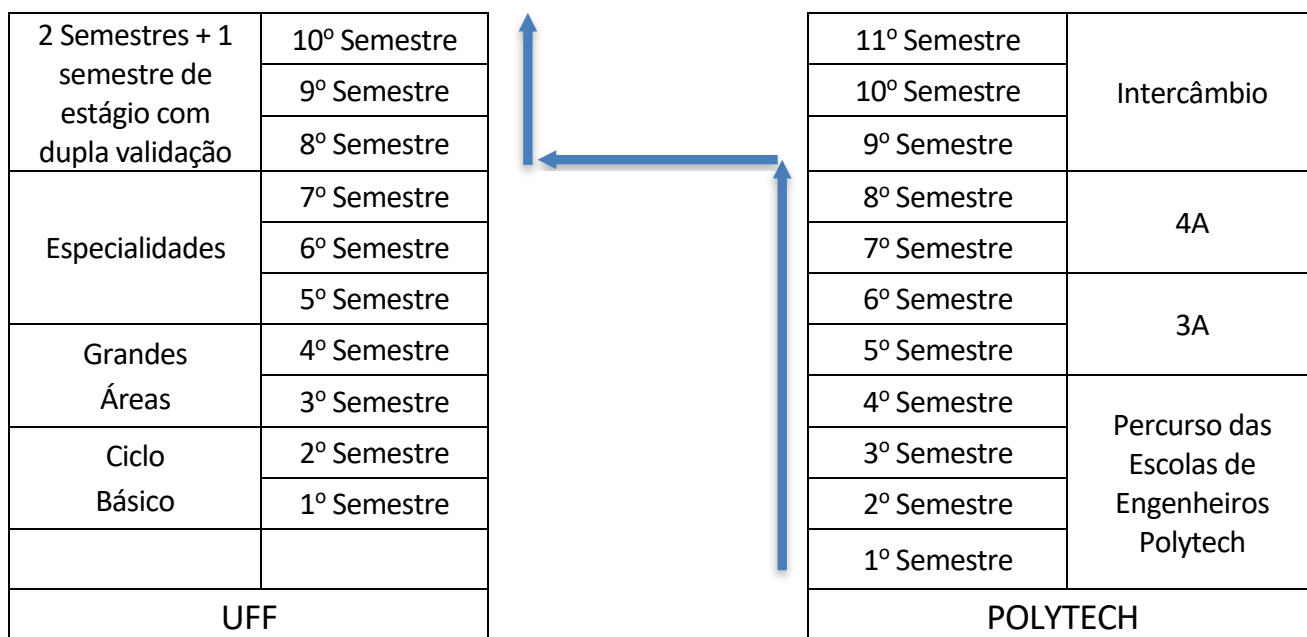 2 Semestres + 1
semestre de
estágio com
dupla validação
10º Semestre
9º Semestre
8º Semestre
Especialidades
7º Semestre
6º Semestre
5º Semestre
Grandes
Áreas
4º Semestre
3º Semestre
Ciclo
Básico
2º Semestre
1º Semestre
UFF
11º Semestre
10º Semestre
9º Semestre
Intercâmbio
8º Semestre
7º Semestre
4A
6º Semestre
5º Semestre
3A
4º Semestre
3º Semestre
2º Semestre
1º Semestre
Percurso das
Escolas de
Engenheiros
Polytech
POLYTECH